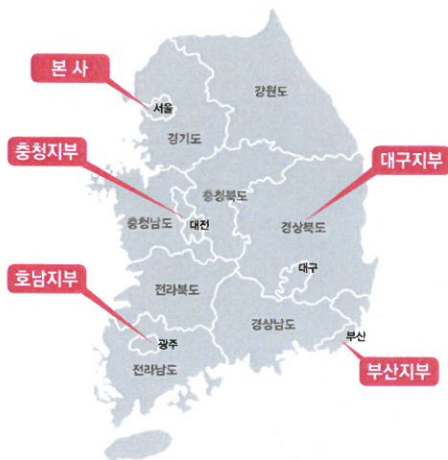 본 사
강원도
서울
경기도
충청지부
대구지부
충청북도
충청남도
대전
경상북도
호남지부
대구
전라북도
경상남도
부산
광주
전라남도
부산지부